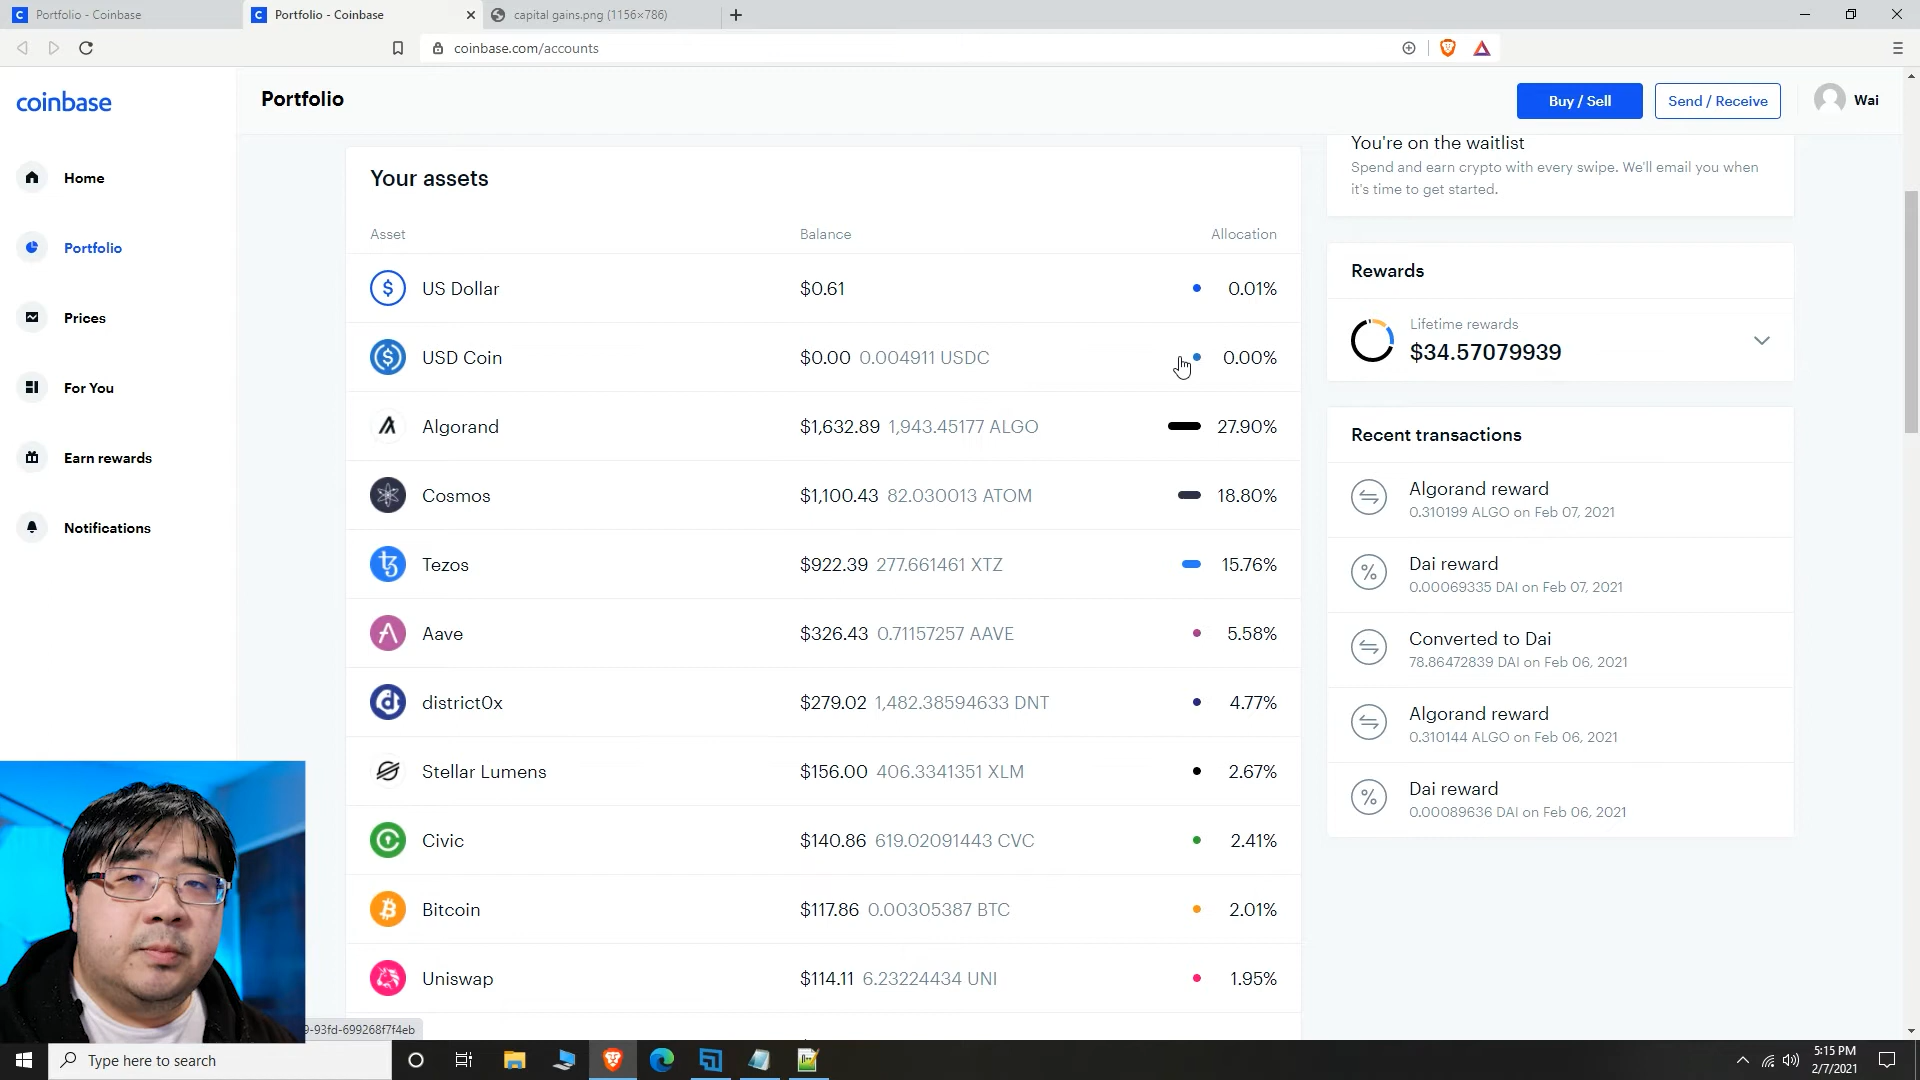 Portfolio - Coinbase
Portfolio - Coinbase
capital gains.png (1156×786)
coinbase.com/accounts
coinbase
Portfolio
Buy / Sell
Send / Receive
Wai
Home
Portfolio
Prices
For You
Earn rewards
Notifications
Your assets
Asset Balance Allocation
US Dollar $0.61 0.01%
USD Coin $0.00 0.004911 USDC 0.00%
Algorand $1,632.89 1,943.45177 ALGO 27.90%
Cosmos $1,100.43 82.030013 ATOM 18.80%
Tezos $922.39 277.661461 XTZ 15.76%
Aave $326.43 0.71157257 AAVE 5.58%
district0x $279.02 1,482.38594633 DNT 4.77%
Stellar Lumens $156.00 406.3341351 XLM 2.67%
Civic $140.86 619.02091443 CVC 2.41%
Bitcoin $117.86 0.00305387 BTC 2.01%
Uniswap $114.11 6.23224434 UNI 1.95%
You're on the waitlist
Spend and earn crypto with every swipe. We'll email you when
it's time to get started.
Rewards
Lifetime rewards
$34.57079939
Recent transactions
Algorand reward
0.310199 ALGO on Feb 07, 2021
Dai reward
0.00069335 DAI on Feb 07, 2021
Converted to Dai
78.86472839 DAI on Feb 06, 2021
Algorand reward
0.310144 ALGO on Feb 06, 2021
Dai reward
0.00089636 DAI on Feb 06, 2021
9-93fd-699268f7f4eb
Type here to search
5:15 PM
2/7/2021